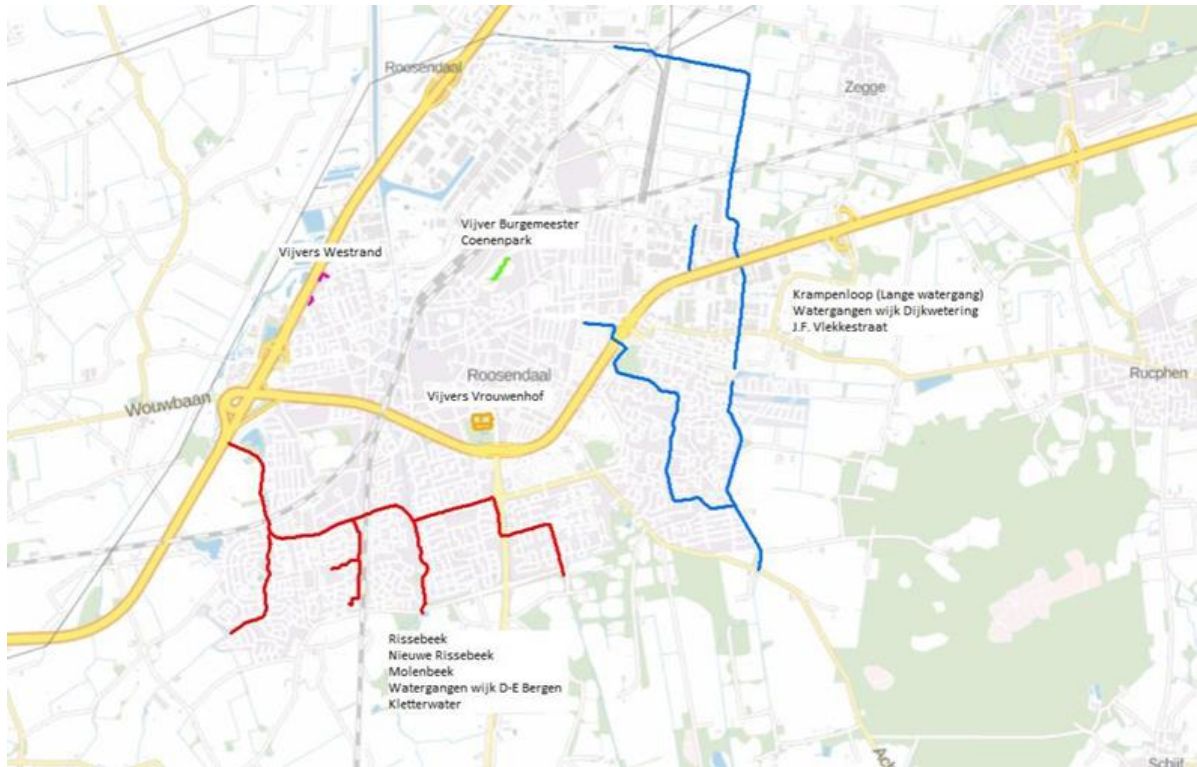 Roosendaal
Zegge
Vijver Burgemeester
Coenenpark
Vijvers Westrand
Krampenloop (Lange watergang)
Watergangen wijk Dijkwetering
J.F. Vlekkestraat
Roosendaal
Rucphen
Vijvers Vrouwenhof
Wouwbaan
Rissebeek
Nieuwe Rissebeek
Molenbeek
Watergangen wijk D-E Bergen
Kletterwater
Ach
Schijf